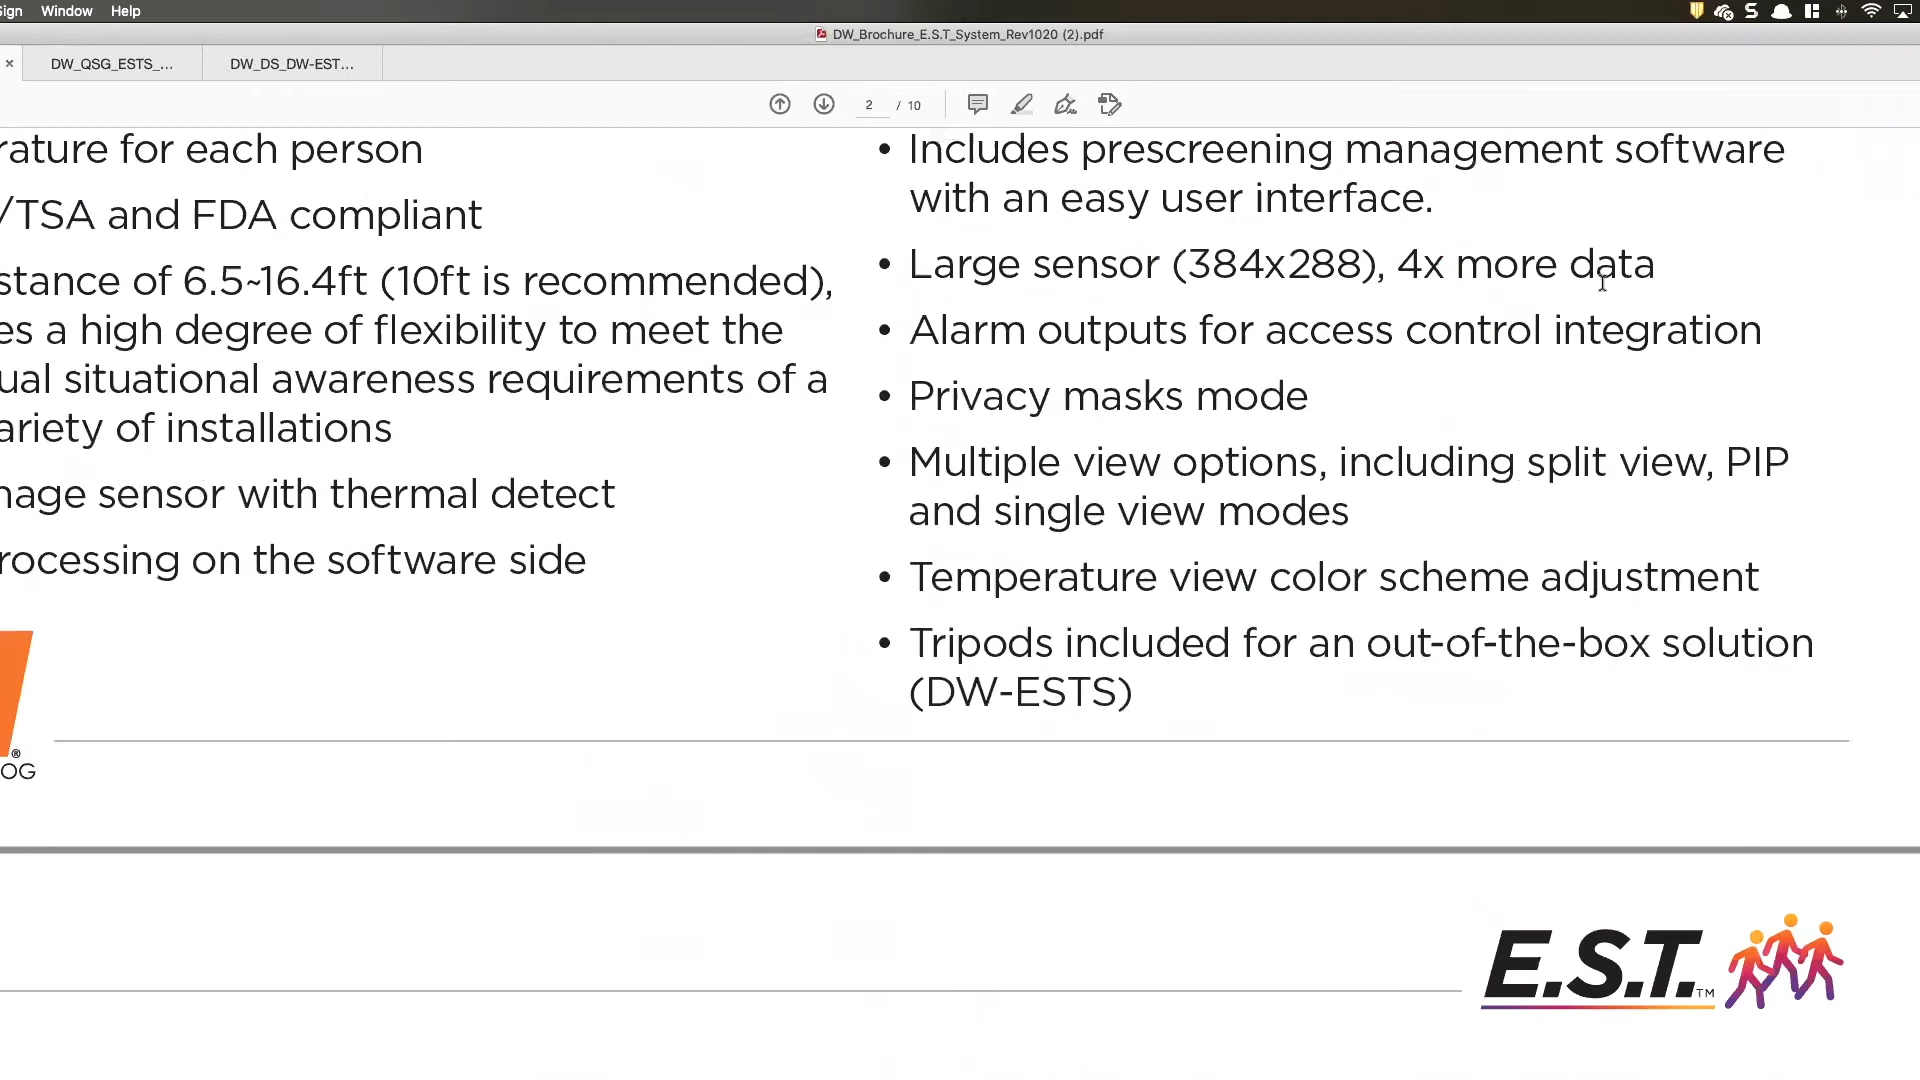 Sign Window Help
DW_Brochure_E.S.T_System_Rev1020 (2).pdf
× DW_QSG_ESTS_... DW_DS_DW-EST...
2 / 10
rature for each person
/TSA and FDA compliant
stance of 6.5~16.4ft (10ft is recommended),
es a high degree of flexibility to meet the
ual situational awareness requirements of a
ariety of installations
mage sensor with thermal detect
rocessing on the software side
• Includes prescreening management software
with an easy user interface.
• Large sensor (384x288), 4x more data
• Alarm outputs for access control integration
• Privacy masks mode
• Multiple view options, including split view, PIP
and single view modes
• Temperature view color scheme adjustment
• Tripods included for an out-of-the-box solution
(DW-ESTS)
®
OG
E.S.T.™